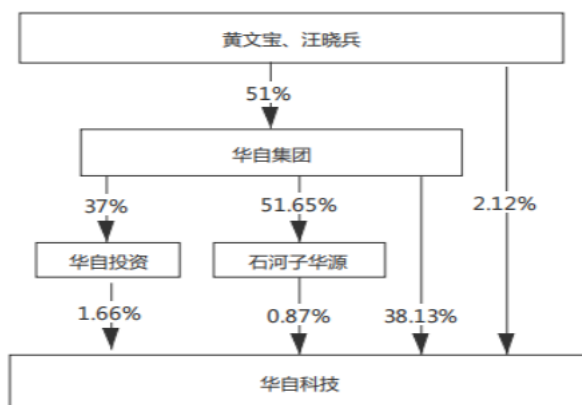 黄文宝、汪晓兵
51%
华自集团
37%
51.65%
2.12%
华自投资
石河子华源
1.66%
0.87%
38.13%
华自科技